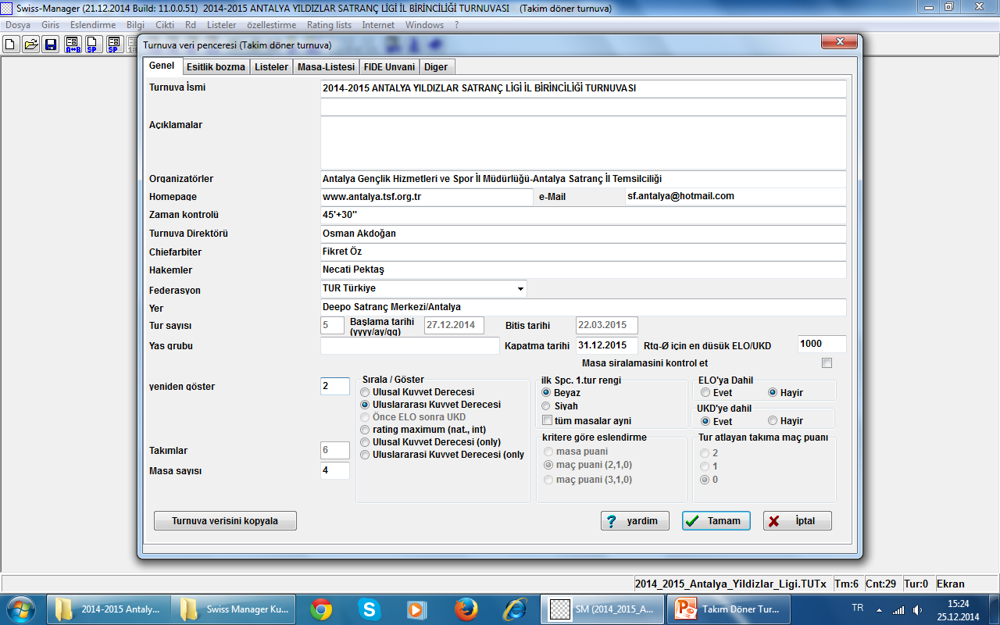 Swiss-Manager (21.12.2014 Build: 11.0.0.51)  2014-2015 ANTALYA YILDIZLAR SATRANÇ LİGİ İL BİRİNCİLİĞİ TURNUVASI    (Takim döner turnuva)
Dosya Giris Eslendirme Bilgi Cikti Rd Listeler özellestirme Rating lists Internet Windows ?
A=B SP SP
Turnuva veri penceresi (Takim döner turnuva)
Genel Esitlik bozma Listeler Masa-Listesi FIDE Unvani Diger
Turnuva İsmi 2014-2015 ANTALYA YILDIZLAR SATRANÇ LİGİ İL BİRİNCİLİĞİ TURNUVASI
Açıklamalar
Organizatörler Antalya Gençlik Hizmetleri ve Spor İl Müdürlüğü-Antalya Satranç İl Temsilciliği
Homepage www.antalya.tsf.org.tr e-Mail sf.antalya@hotmail.com
Zaman kontrolü 45'+30''
Turnuva Direktörü Osman Akdoğan
Chiefarbiter Fikret Öz
Hakemler Necati Pektaş
Federasyon TUR Türkiye
Yer Deepo Satranç Merkezi/Antalya
Tur sayısı 5 Başlama tarihi (yyyy/ay/gg) 27.12.2014 Bitis tarihi 22.03.2015
Yas grubu Kapatma tarihi 31.12.2015 Rtg-Ø için en düsük ELO/UKD 1000
Masa siralamasini kontrol et
yeniden göster 2
Sırala / Göster
Ulusal Kuvvet Derecesi
Uluslararası Kuvvet Derecesi
Önce ELO sonra UKD
rating maximum (nat., int)
Ulusal Kuvvet Derecesi (only)
Uluslararasi Kuvvet Derecesi (only
ilk Spc. 1.tur rengi
Beyaz
Siyah
tüm masalar ayni
ELO'ya Dahil
Evet Hayir
UKD'ye dahil
Evet Hayir
kritere göre eslendirme
masa puani
maç puani (2,1,0)
maç puani (3,1,0)
Tur atlayan takıma maç puanı
2
1
0
Takımlar 6
Masa sayısı 4
Turnuva verisini kopyala yardim Tamam İptal
2014_2015_Antalya_Yildizlar_Ligi.TUTx Tm:6 Cnt:29 Tur:0 Ekran
2014-2015 Antaly... Swiss Manager Ku... SM (2014_2015_A... Takım Döner Tur... TR 15:24
25.12.2014